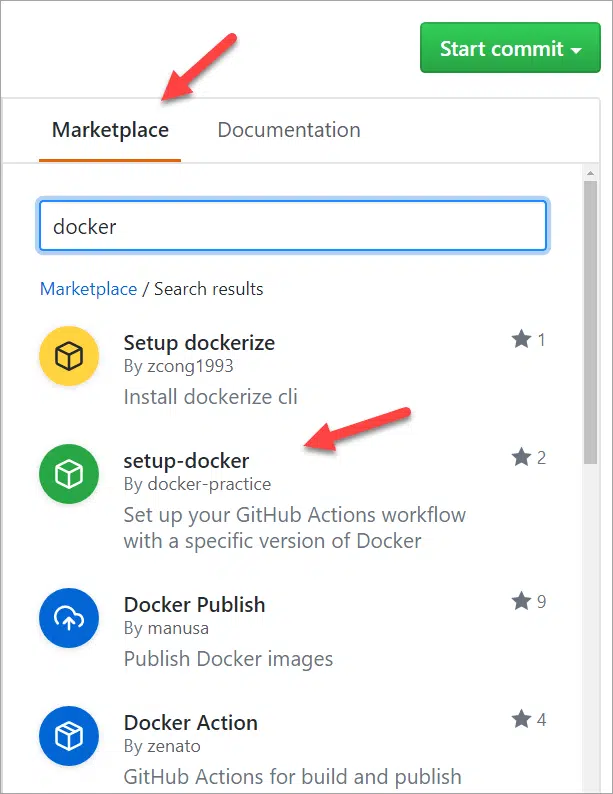 Start commit
Marketplace Documentation
docker
Marketplace / Search results
Setup dockerize 1
By zcong1993
Install dockerize cli
setup-docker 2
By docker-practice
Set up your GitHub Actions workflow
with a specific version of Docker
Docker Publish 9
By manusa
Publish Docker images
Docker Action 4
By zenato
GitHub Actions for build and publish